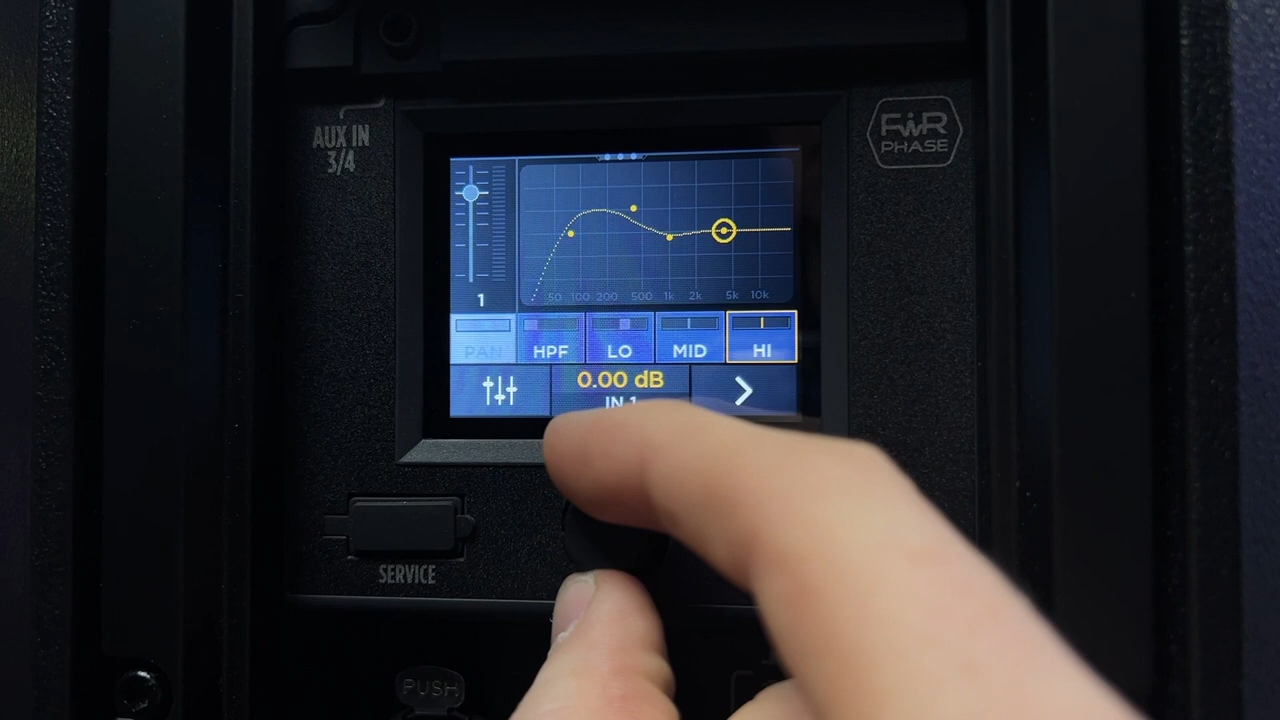 AUX IN
3/4
FiR
PHASE
50 100 200 500 1k 2k 5k 10k
1
PAN HPF LO MID HI
0.00 dB
IN 1
SERVICE
PUSH